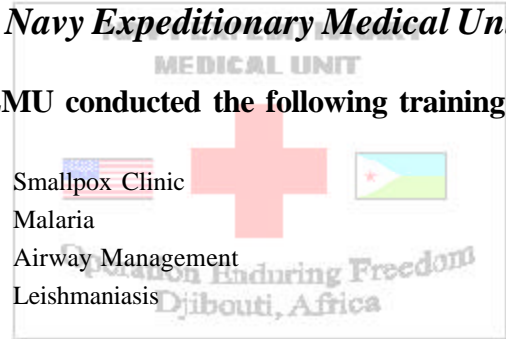 Navy Expeditionary Medical Un
MEDICAL UNIT
EMU conducted the following training
Smallpox Clinic
Malaria
Airway Management
Operation Enduring Freedom
Leishmaniasis
Djibouti, Africa